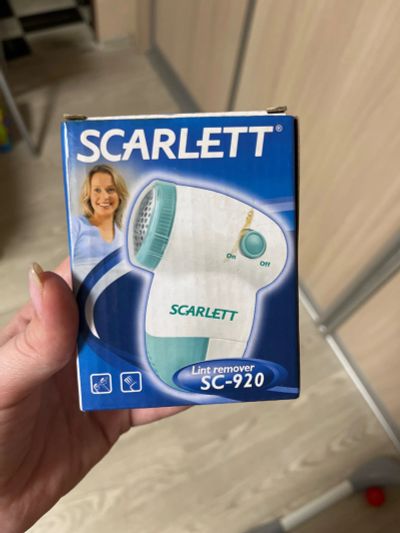 SCARLETT®
On
Off
SCARLETT
Lint remover
SC-920